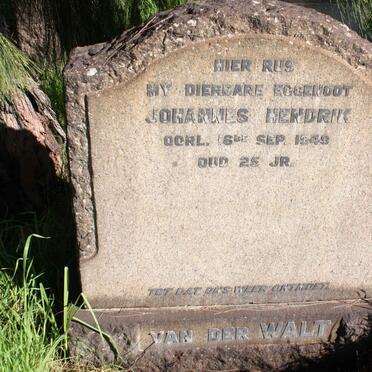 HIER RUS
MY DIERBARE EGGENOOT
JOHANNES HENDRIK
OORL. 16DE SEP. 1949
OUD 25 JR.
TOT DAT ONS WEER ONTMOET.
VAN DER WALT